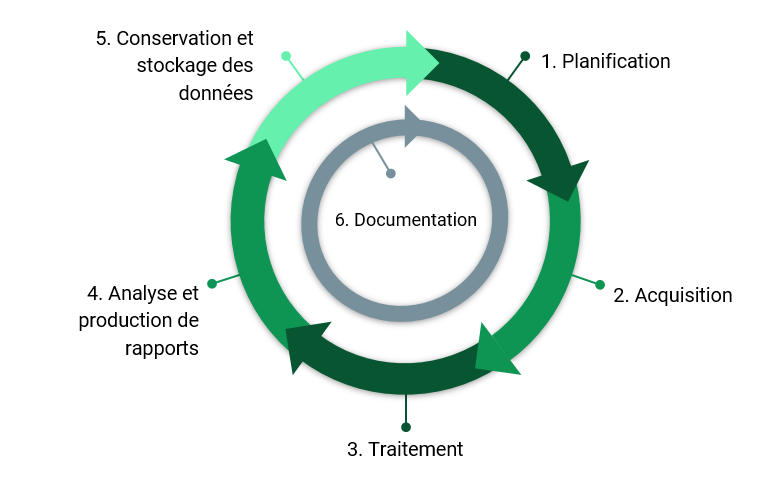 1. Planification
2. Acquisition
3. Traitement
4. Analyse et
production de
rapports
5. Conservation et
stockage des
données
6. Documentation